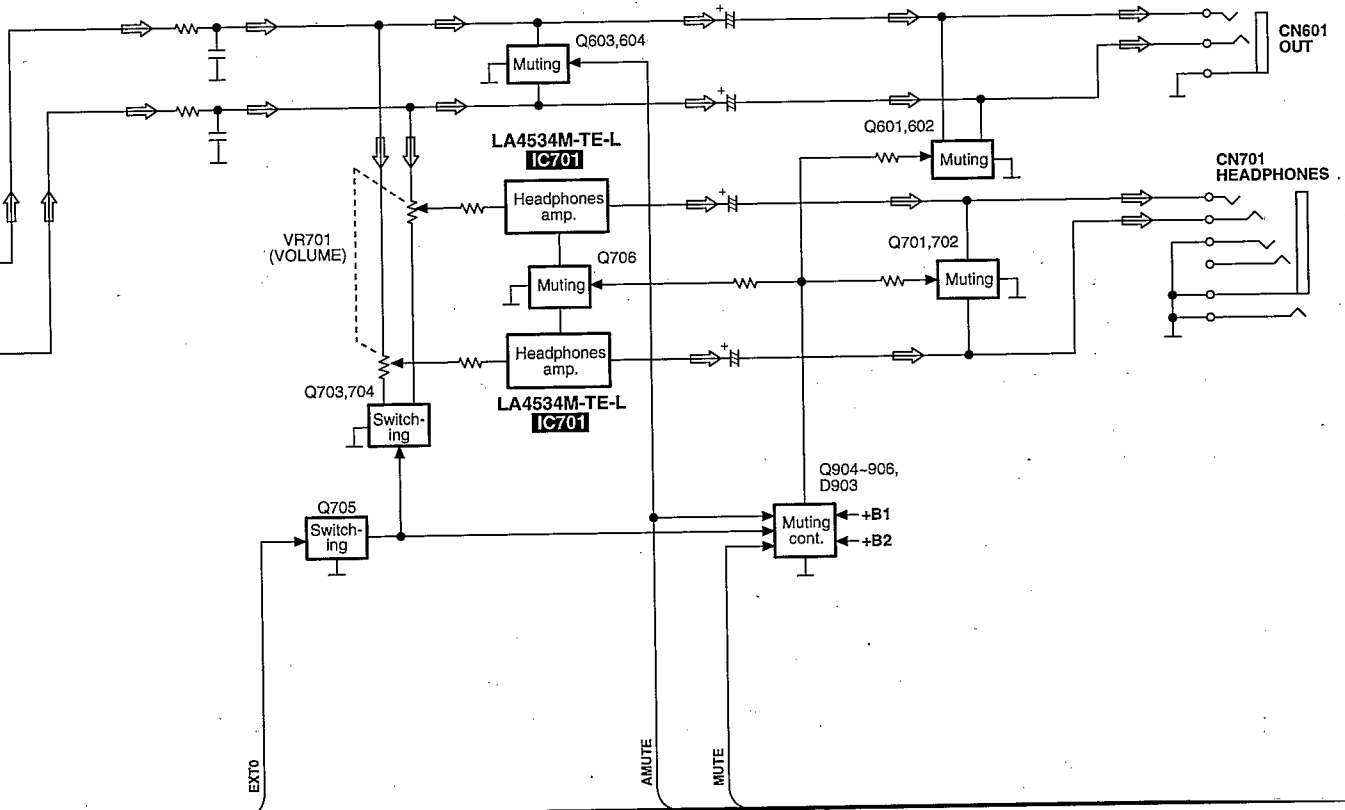 +
Q603,604
Muting
CN601
OUT
+
Q601,602
Muting
LA4534M-TE-L
IC701
Headphones
amp.
+
CN701
HEADPHONES
VR701
(VOLUME)
Q706
Muting
Q701,702
Muting
Headphones
amp.
+
LA4534M-TE-L
IC701
Q703,704
Switch-
ing
Q904~906,
D903
Muting
cont.
+B1
+B2
Q705
Switch-
ing
EXT0
AMUTE
MUTE